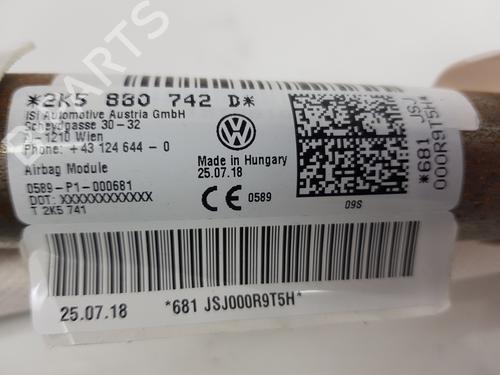 *2K5 880 742 D*
ISI Automotive Austria GmbH
Scheydgasse 30-32
A-1210 Wien
Phone: +43 124 644 - 0
Airbag Module
0589-P1-000681
DOT: XXXXXXXXXXXXX
T 2K5 741
Made in Hungary
25.07.18
CE 0589
09S
*681 JSJ
000R9T5H*
25.07.18 *681 JSJ000R9T5H*